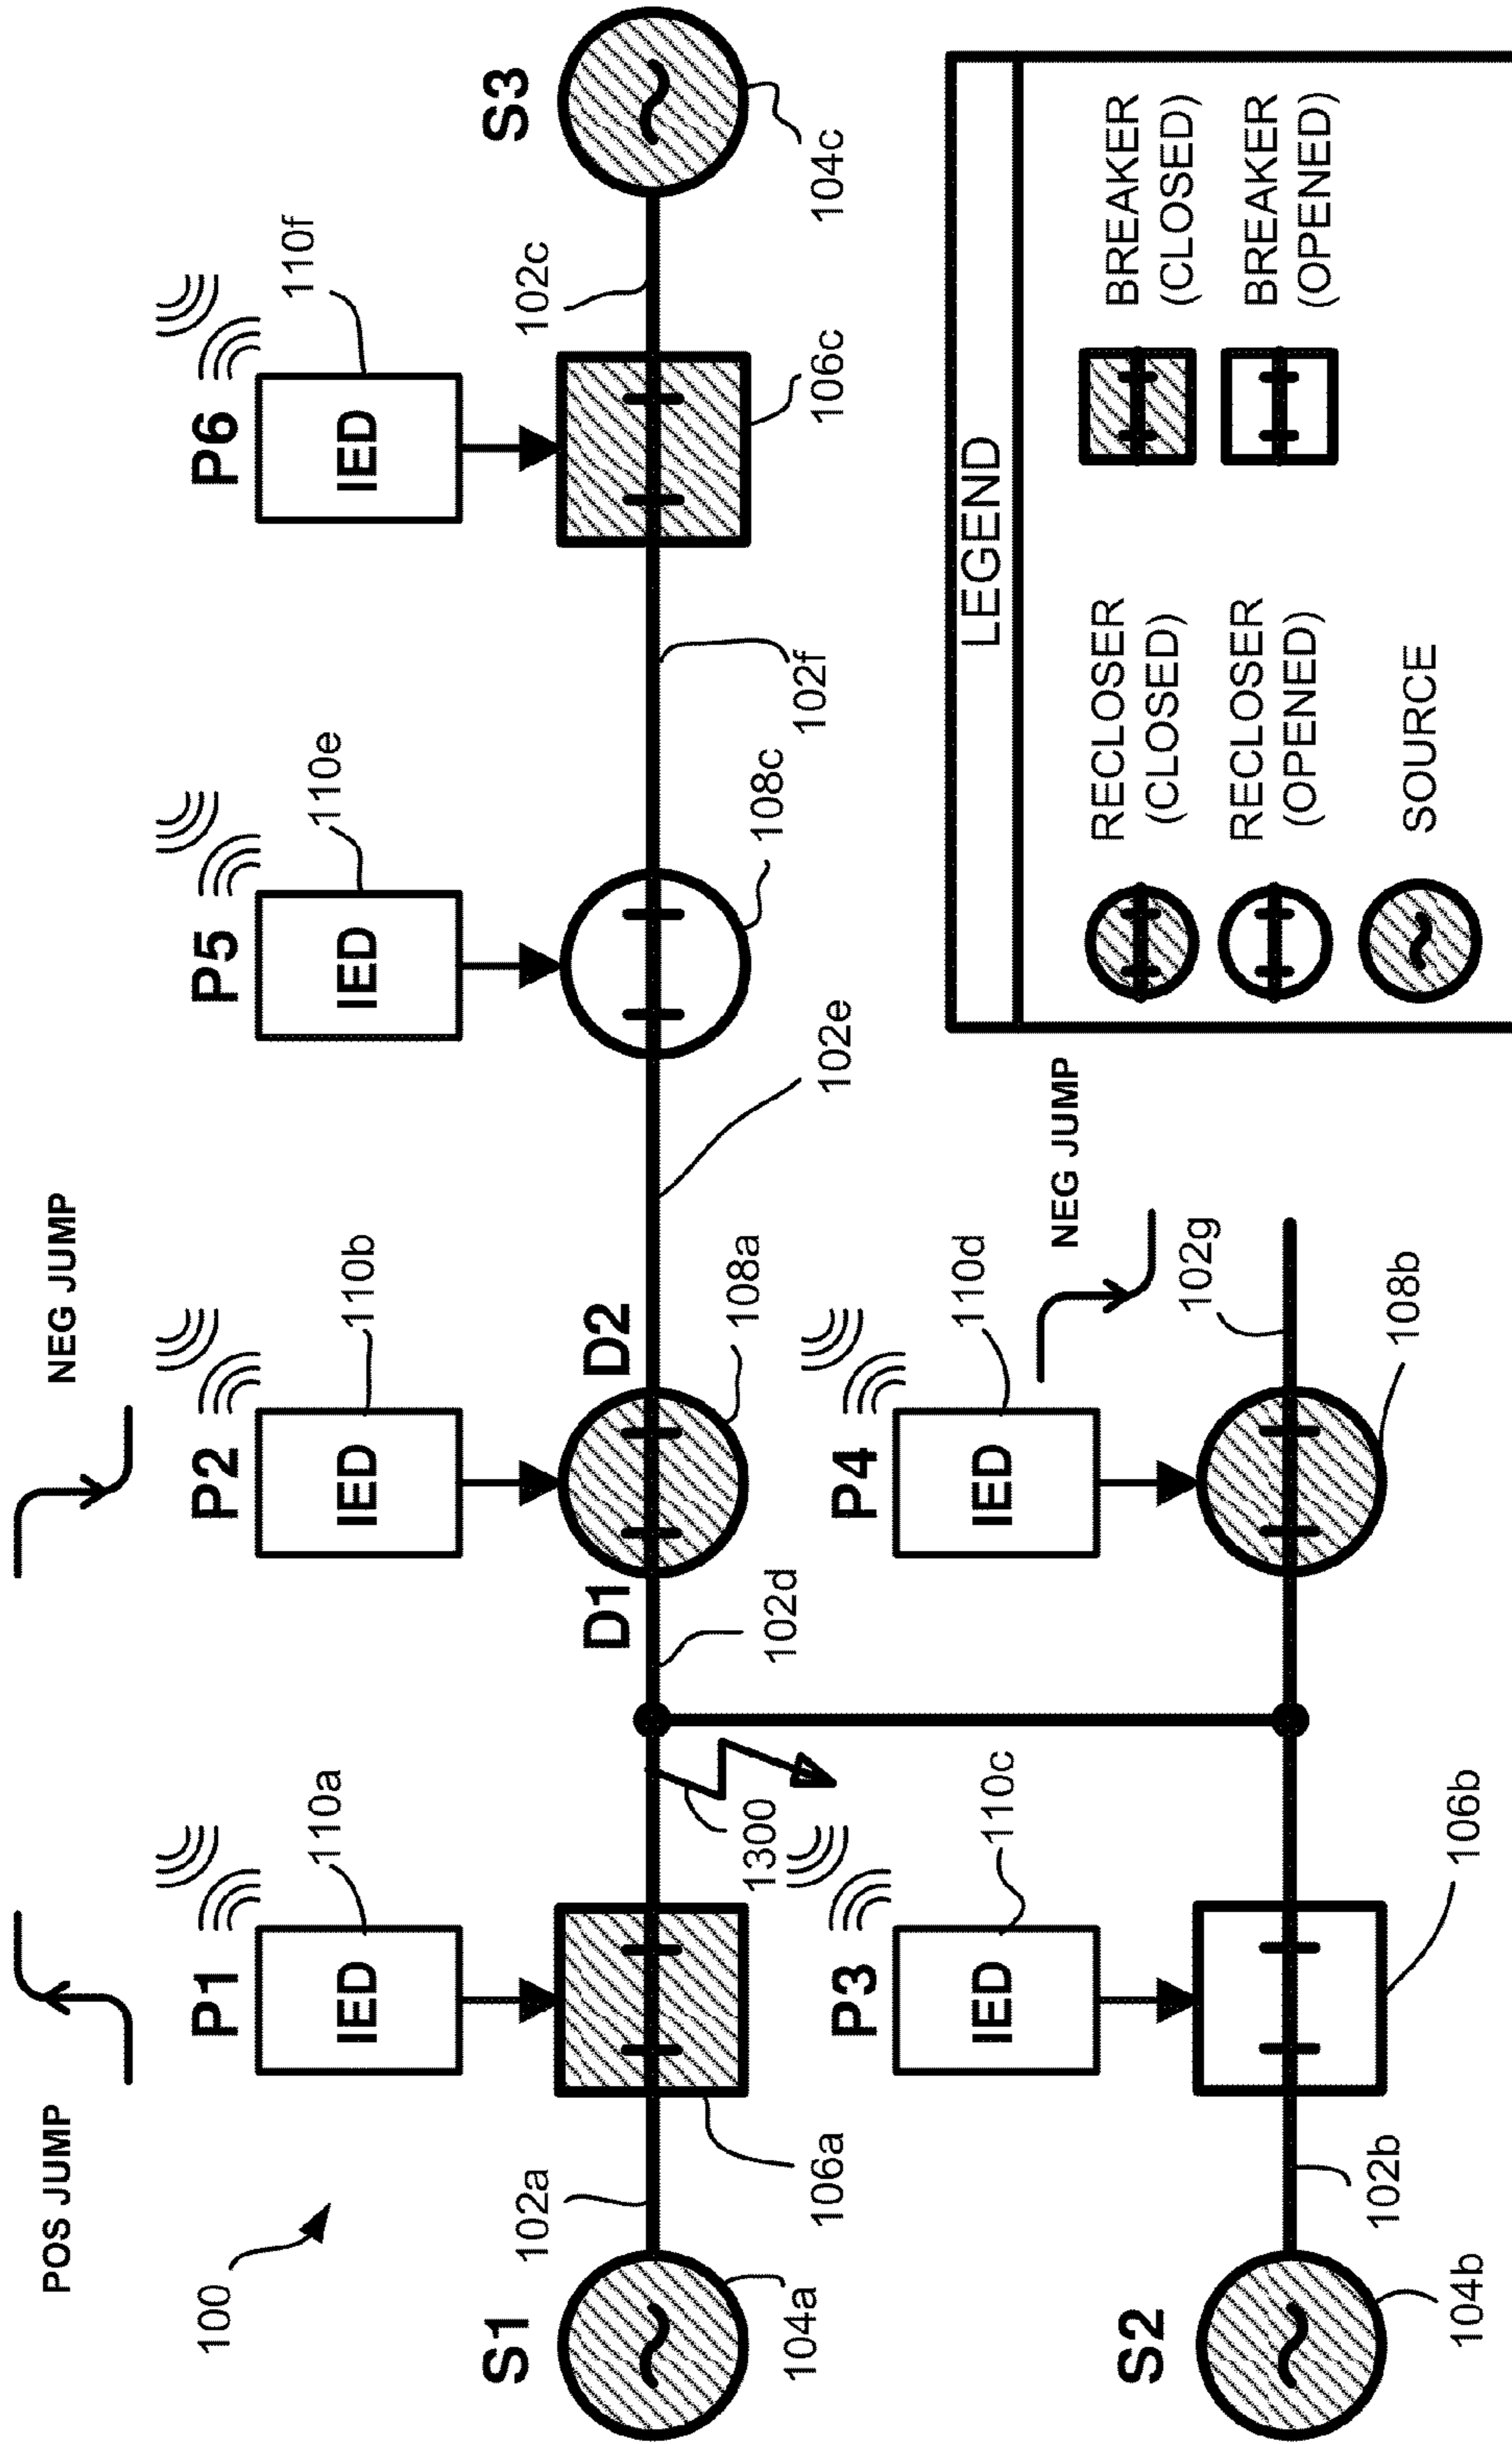 POS JUMP
NEG JUMP
100
P1
P2
P5
P6
IED
IED
IED
IED
110a
110b
110e
110f
S1
D1
D2
S3
102a
102c
104a
106a
1300
102d
108a
102e
108c
102f
106c
104c
P3
P4
IED
IED
110c
110d
NEG JUMP
S2
102g
102b
104b
106b
108b
LEGEND
RECLOSER
(CLOSED)
BREAKER
(CLOSED)
RECLOSER
(OPENED)
BREAKER
(OPENED)
SOURCE